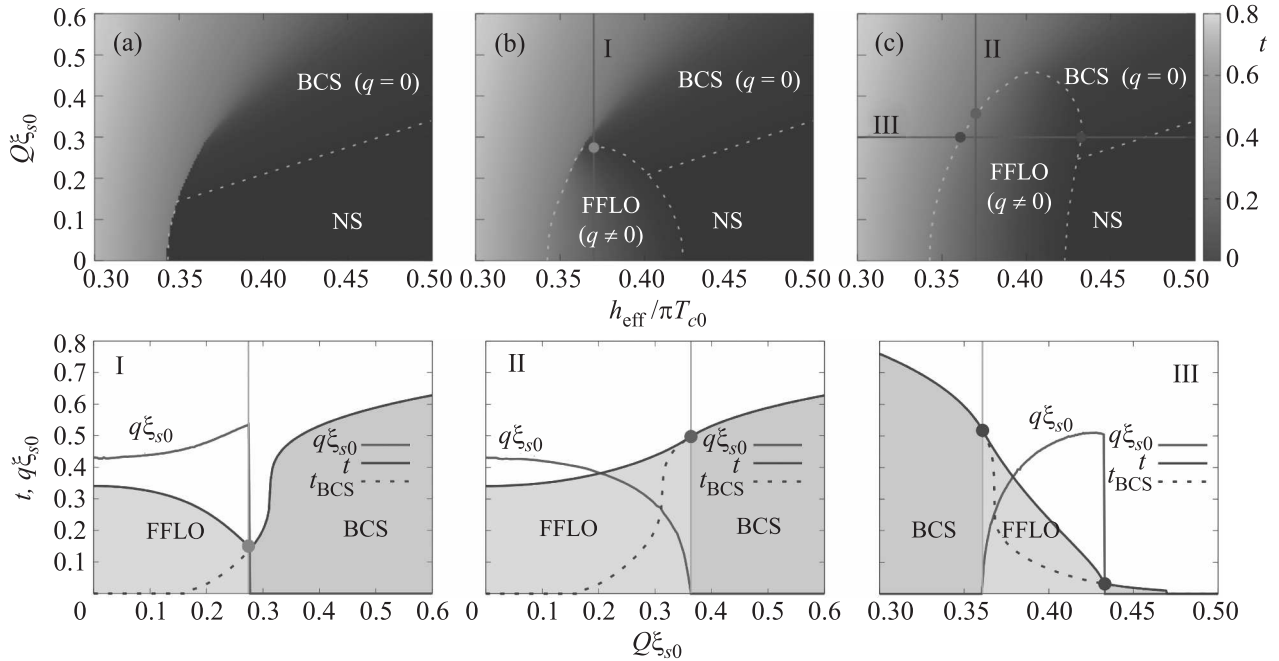 (a)
BCS (q = 0)
NS
Qξs0
0.6
0.5
0.4
0.3
0.2
0.1
0
0.30 0.35 0.40 0.45 0.50
(b)
I
BCS (q = 0)
FFLO
(q ≠ 0)
NS
0.30 0.35 0.40 0.45 0.50
heff/πTc0
(c)
II
BCS (q = 0)
III
FFLO
(q ≠ 0)
NS
0.30 0.35 0.40 0.45 0.50
0.8
t
0.6
0.4
0.2
0
I
t, qξs0
0.8
0.7
0.6
0.5
0.4
0.3
0.2
0.1
qξs0
qξs0
t
tBCS
FFLO
BCS
0 0.1 0.2 0.3 0.4 0.5 0.6
II
qξs0
qξs0
t
tBCS
FFLO
BCS
0 0.1 0.2 0.3 0.4 0.5 0.6
Qξs0
III
qξs0
qξs0
t
tBCS
BCS
FFLO
0.30 0.35 0.40 0.45 0.50